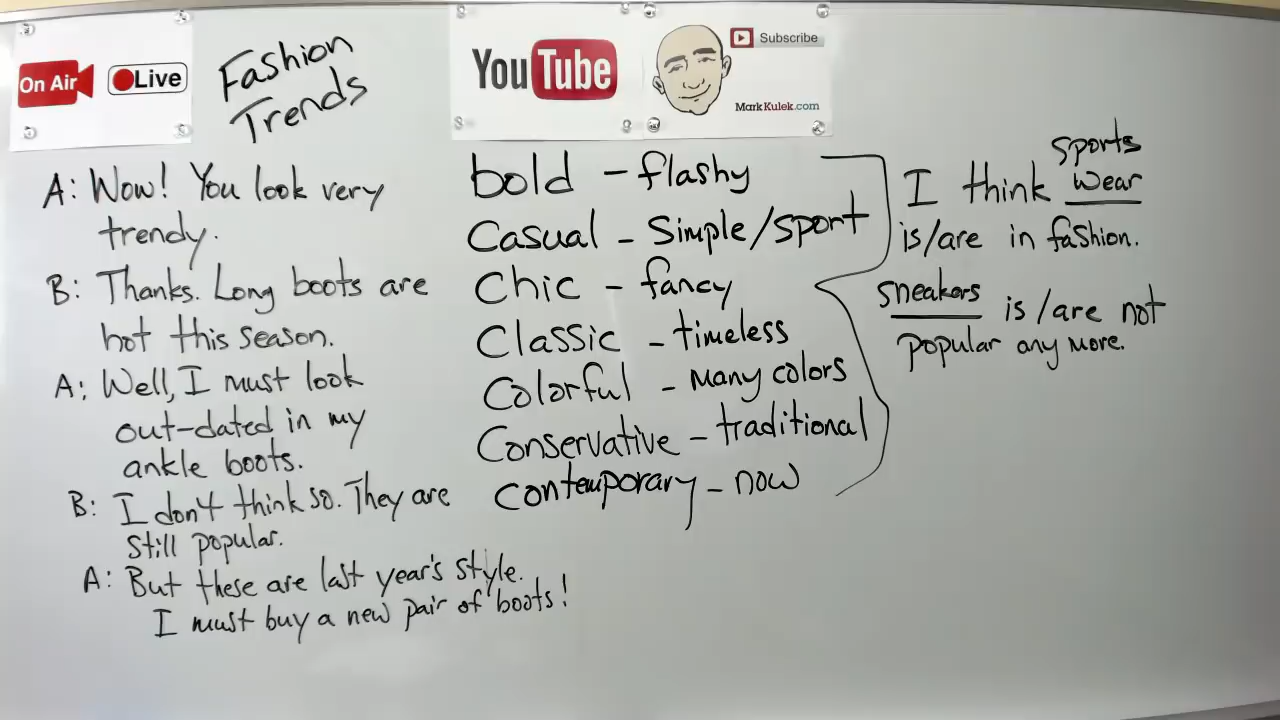 On Air
Live
Fashion
Trends
YouTube
Subscribe
MarkKulek.com
A: Wow! You look very
trendy.
B: Thanks. Long boots are
hot this season.
A: Well, I must look
out-dated in my
ankle boots.
B: I don't think so. They are
still popular.
A: But these are last year's style.
I must buy a new pair of boots!
bold - flashy
Casual - Simple/sport
Chic - fancy
Classic - timeless
Colorful - many colors
Conservative - traditional
contemporary - now
sports
I think wear
is/are in fashion.
sneakers is/are not
popular any more.